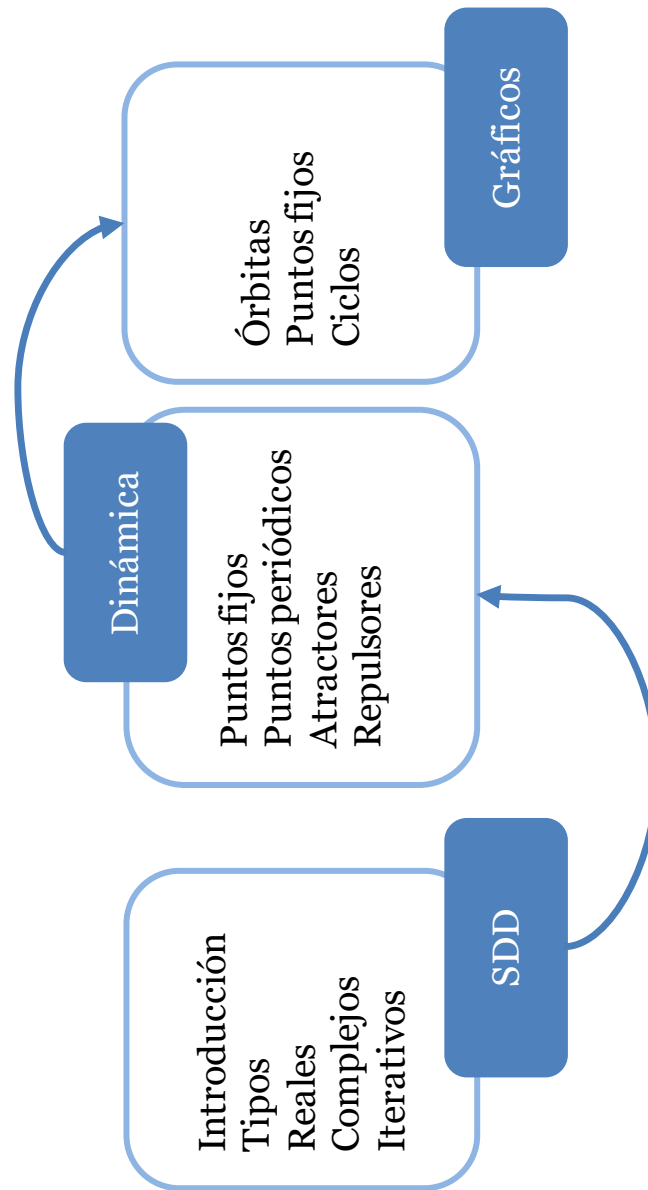 Introducción
Tipos
Reales
Complejos
Iterativos
SDD
Dinámica
Puntos fijos
Puntos periódicos
Atractores
Repulsores
Órbitas
Puntos fijos
Ciclos
Gráficos